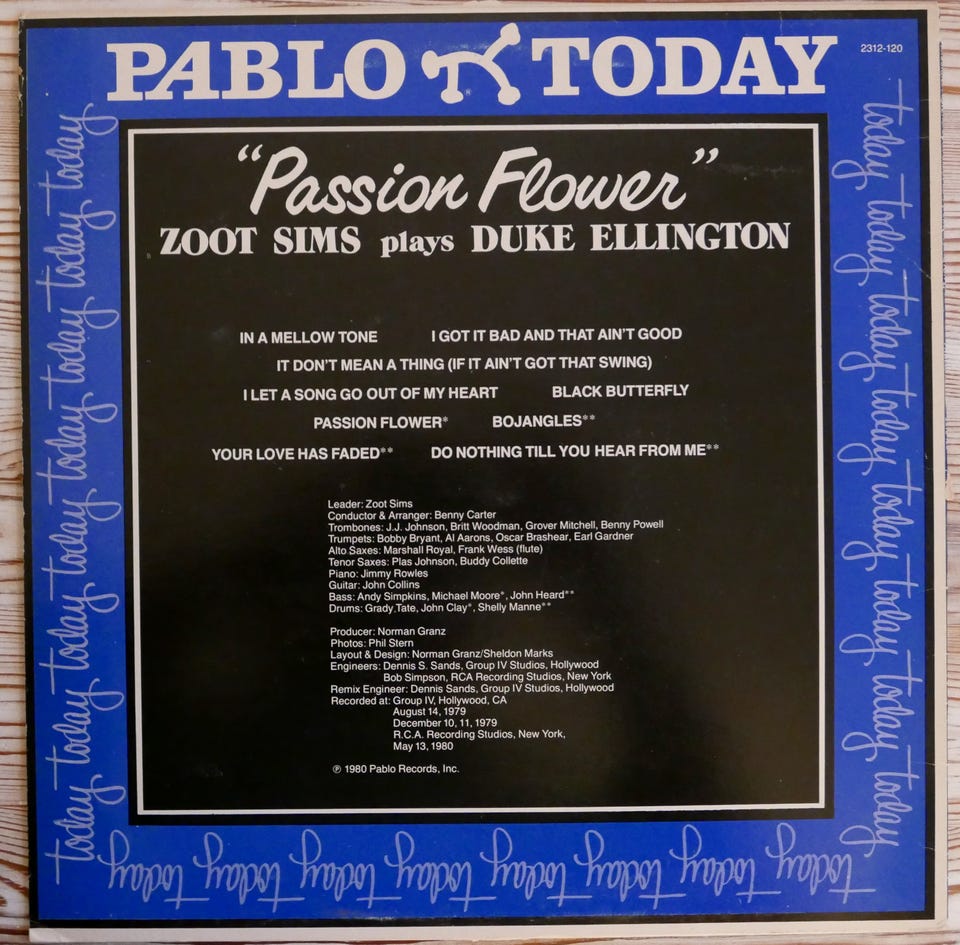 PABLO TODAY
2312-120
"Passion Flower"
ZOOT SIMS plays DUKE ELLINGTON
IN A MELLOW TONE I GOT IT BAD AND THAT AIN'T GOOD
IT DON'T MEAN A THING (IF IT AIN'T GOT THAT SWING)
I LET A SONG GO OUT OF MY HEART BLACK BUTTERFLY
PASSION FLOWER* BOJANGLES**
YOUR LOVE HAS FADED** DO NOTHING TILL YOU HEAR FROM ME**
Leader: Zoot Sims
Conductor & Arranger: Benny Carter
Trombones: J.J. Johnson, Britt Woodman, Grover Mitchell, Benny Powell
Trumpets: Bobby Bryant, Al Aarons, Oscar Brashear, Earl Gardner
Alto Saxes: Marshall Royal, Frank Wess (flute)
Tenor Saxes: Plas Johnson, Buddy Collette
Piano: Jimmy Rowles
Guitar: John Collins
Bass: Andy Simpkins, Michael Moore*, John Heard**
Drums: Grady Tate, John Clay*, Shelly Manne**
Producer: Norman Granz
Photos: Phil Stern
Layout & Design: Norman Granz/Sheldon Marks
Engineers: Dennis S. Sands, Group IV Studios, Hollywood
Bob Simpson, RCA Recording Studios, New York
Remix Engineer: Dennis Sands, Group IV Studios, Hollywood
Recorded at: Group IV, Hollywood, CA
August 14, 1979
December 10, 11, 1979
R.C.A. Recording Studios, New York,
May 13, 1980
℗ 1980 Pablo Records, Inc.
today today today today today today today today
today today today today today today today today
today today today today today today today today